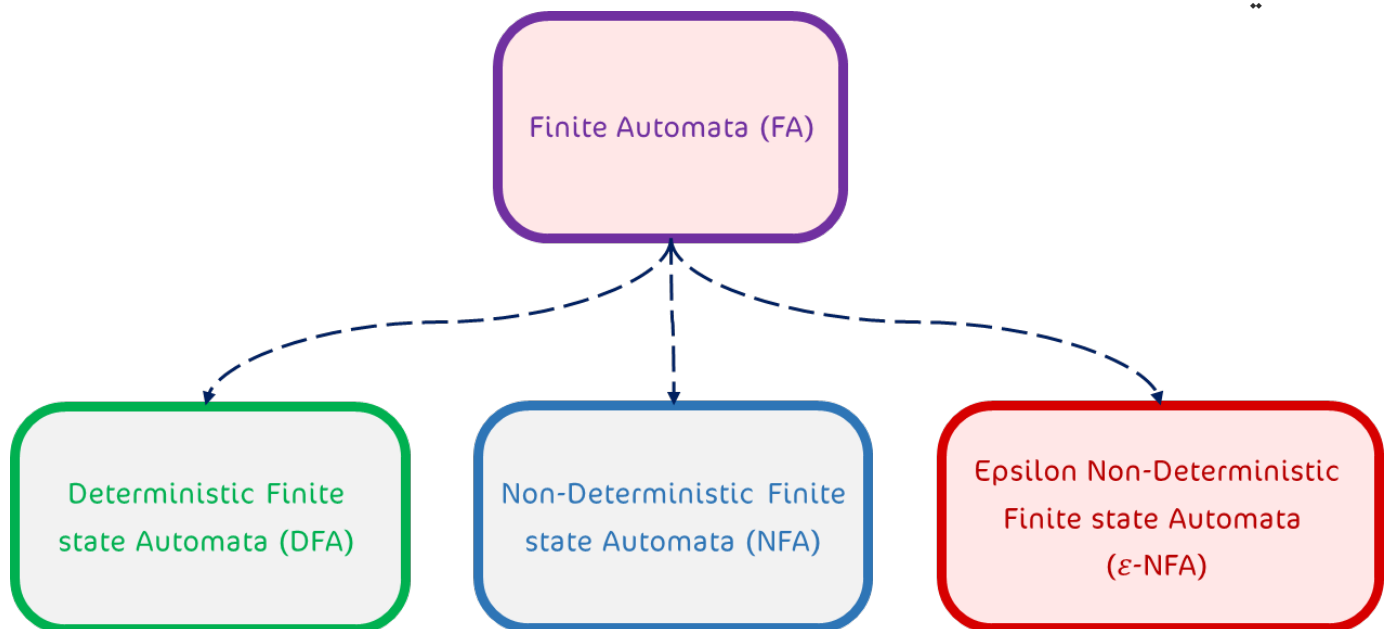 Finite Automata (FA)
Deterministic Finite
state Automata (DFA)
Non-Deterministic Finite
state Automata (NFA)
Epsilon Non-Deterministic
Finite state Automata
(ε-NFA)